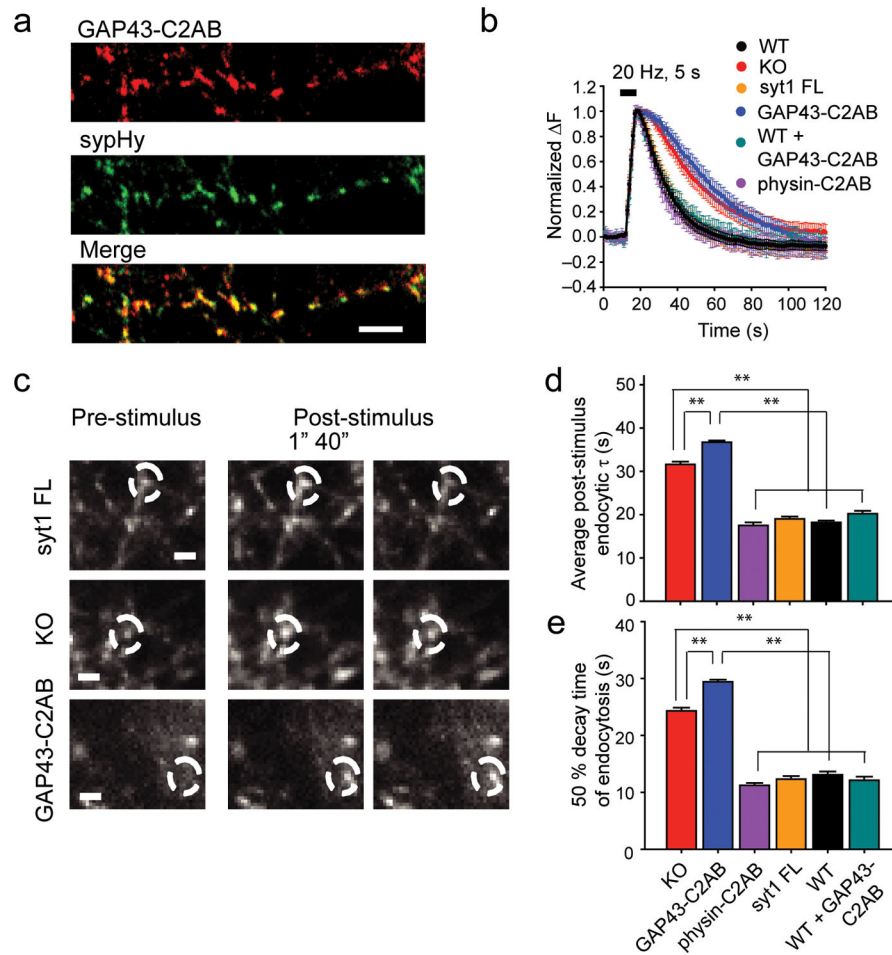 a
GAP43-C2AB
sypHy
Merge
b
WT
KO
syt1 FL
GAP43-C2AB
WT +
GAP43-C2AB
physin-C2AB
20 Hz, 5 s
Normalized ΔF
1.2
1.0
0.8
0.6
0.4
0.2
0.0
−0.2
−0.4
0 20 40 60 80 100 120
Time (s)
c
Pre-stimulus
Post-stimulus
1” 40”
syt1 FL
KO
GAP43-C2AB
d
Average post-stimulus
endocytic τ (s)
50
40
30
20
10
0
**
**
**
e
50 % decay time
of endocytosis (s)
40
30
20
10
0
**
**
**
KO
GAP43-C2AB
physin-C2AB
syt1 FL
WT
WT + GAP43-
C2AB